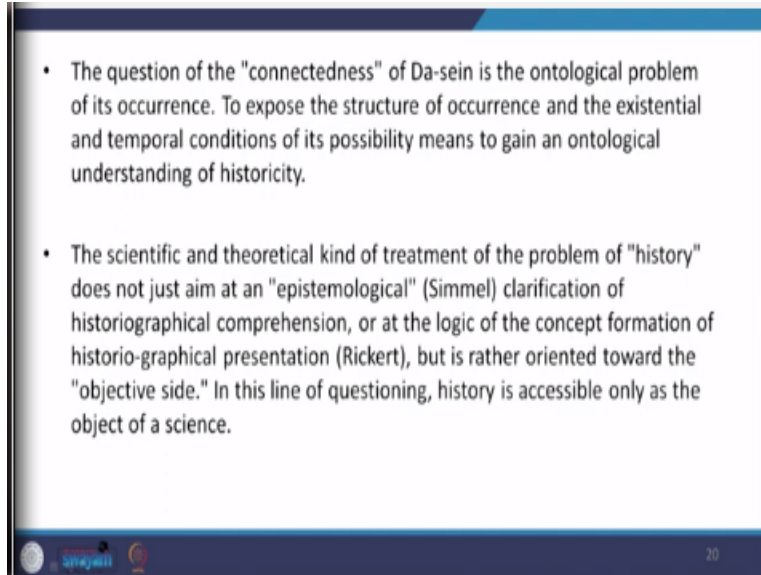 • The question of the "connectedness" of Da-sein is the ontological problem
of its occurrence. To expose the structure of occurrence and the existential
and temporal conditions of its possibility means to gain an ontological
understanding of historicity.
• The scientific and theoretical kind of treatment of the problem of "history"
does not just aim at an "epistemological" (Simmel) clarification of
historiographical comprehension, or at the logic of the concept formation of
historio-graphical presentation (Rickert), but is rather oriented toward the
"objective side." In this line of questioning, history is accessible only as the
object of a science.
swayam
20